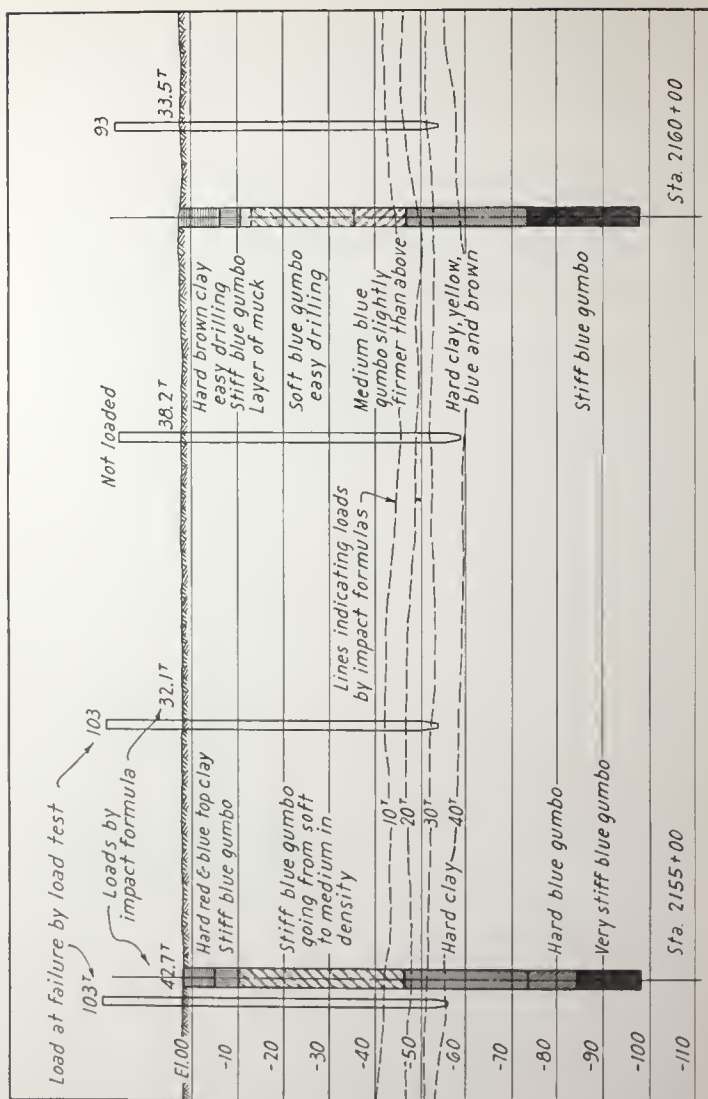 Load at failure by load test
103ᵀ
103
Not loaded
93
Loads by
impact formula
42.7ᵀ
32.1ᵀ
38.2ᵀ
33.5ᵀ
El.00
-10
-20
-30
-40
-50
-60
-70
-80
-90
-100
-110
Hard red & blue top clay
Stiff blue gumbo
Stiff blue gumbo
going from soft
to medium in
density
10ᵀ
20ᵀ
30ᵀ
40ᵀ
Hard clay
Hard blue gumbo
Very stiff blue gumbo
Sta. 2155+00
Lines indicating loads
by impact formulas
Hard brown clay
easy drilling
Stiff blue gumbo
Layer of muck
Soft blue gumbo
easy drilling
Medium blue
gumbo slightly
firmer than above
Hard clay, yellow,
blue and brown
Stiff blue gumbo
Sta. 2160+00